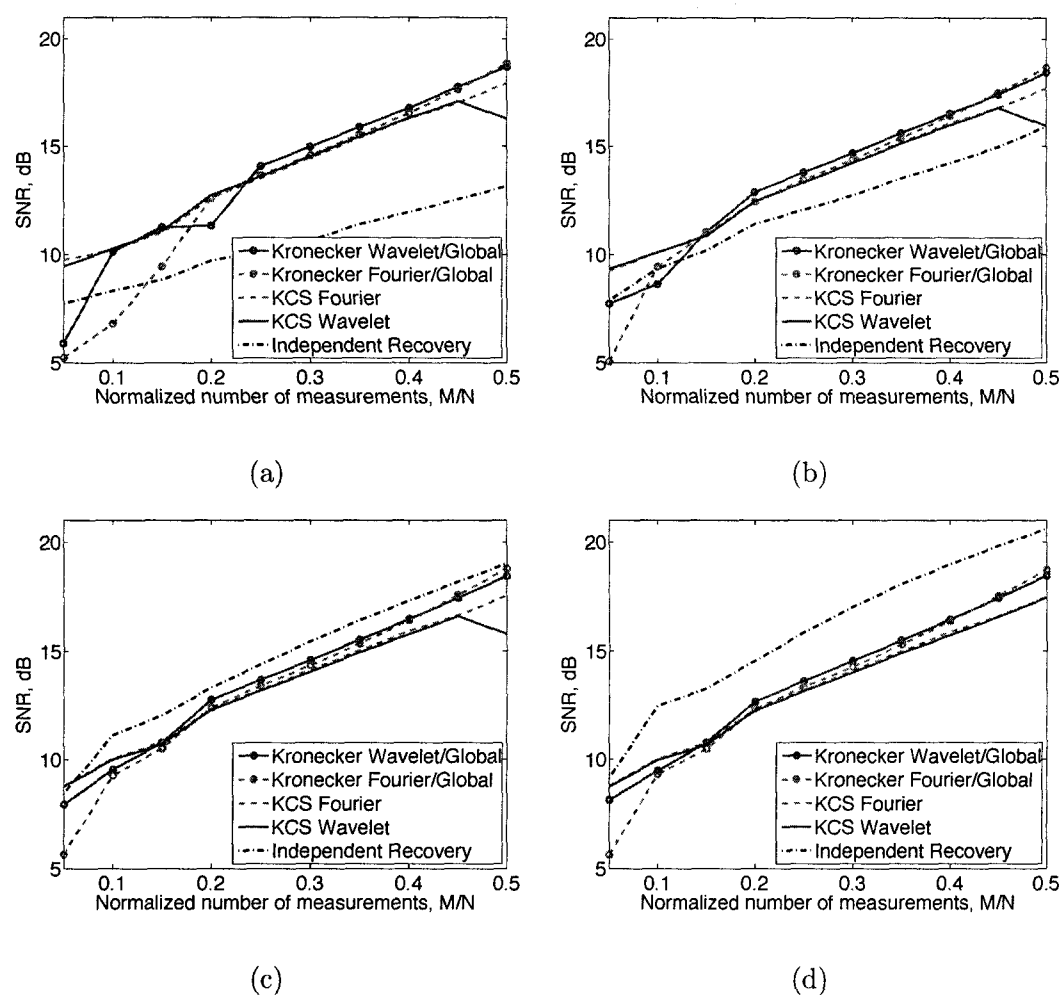 20
15
10
5
SNR, dB
Kronecker Wavelet/Global
Kronecker Fourier/Global
KCS Fourier
KCS Wavelet
Independent Recovery
0.1 0.2 0.3 0.4 0.5
Normalized number of measurements, M/N
(a)
20
15
10
5
SNR, dB
Kronecker Wavelet/Global
Kronecker Fourier/Global
KCS Fourier
KCS Wavelet
Independent Recovery
0.1 0.2 0.3 0.4 0.5
Normalized number of measurements, M/N
(b)
20
15
10
5
SNR, dB
Kronecker Wavelet/Global
Kronecker Fourier/Global
KCS Fourier
KCS Wavelet
Independent Recovery
0.1 0.2 0.3 0.4 0.5
Normalized number of measurements, M/N
(c)
20
15
10
5
SNR, dB
Kronecker Wavelet/Global
Kronecker Fourier/Global
KCS Fourier
KCS Wavelet
Independent Recovery
0.1 0.2 0.3 0.4 0.5
Normalized number of measurements, M/N
(d)